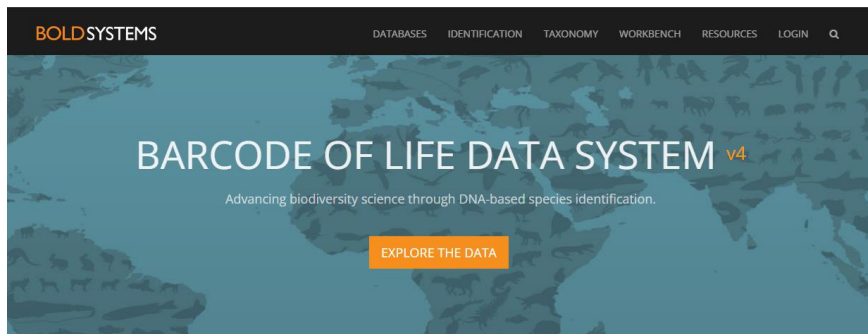 BOLDSYSTEMS
DATABASES IDENTIFICATION TAXONOMY WORKBENCH RESOURCES LOGIN
BARCODE OF LIFE DATA SYSTEM v4
Advancing biodiversity science through DNA-based species identification.
EXPLORE THE DATA